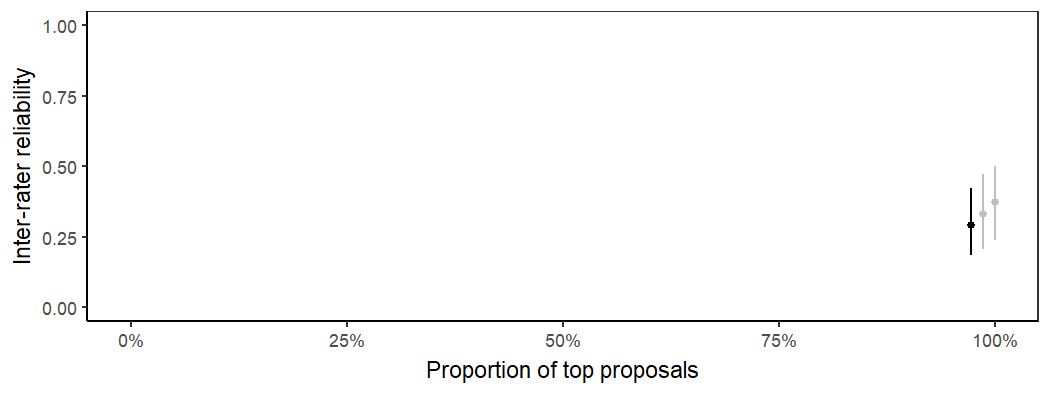 1.00
0.75
0.50
0.25
0.00
Inter-rater reliability
0% 25% 50% 75% 100%
Proportion of top proposals